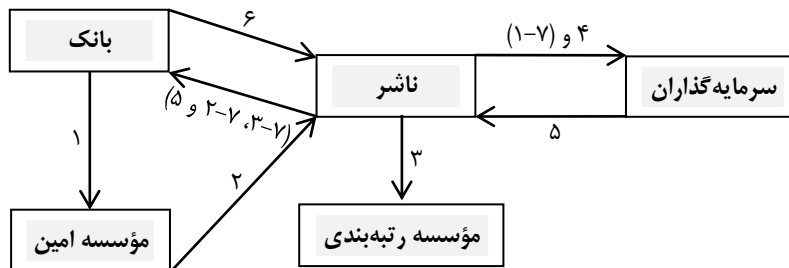 ۶
بانک
۴ و (۷-۱)
ناشر
سرمایه‌گذاران
(۷-۳، ۷-۲ و ۵)
۵
۱
۲
۳
مؤسسه امین
مؤسسه رتبه‌بندی